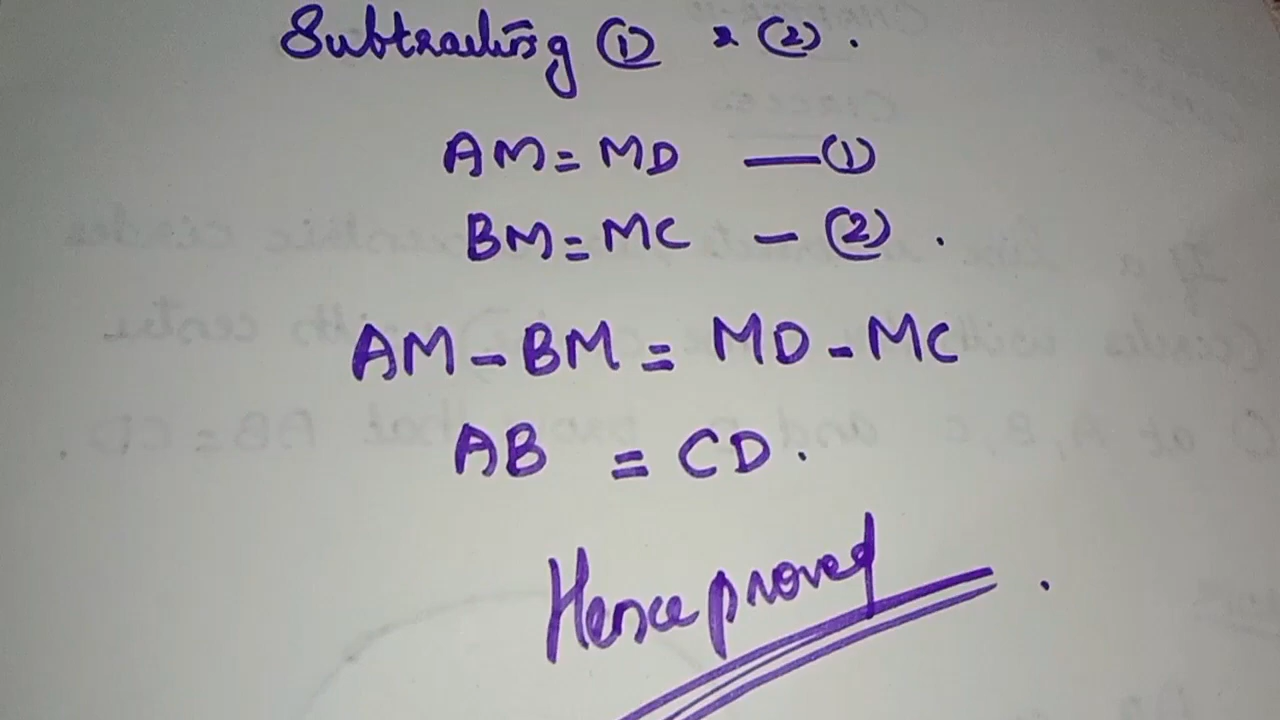 Subtracting (1) & (2).
AM = MD —(1)
BM = MC - (2).
AM - BM = MD - MC
AB = CD.
Hence proved.